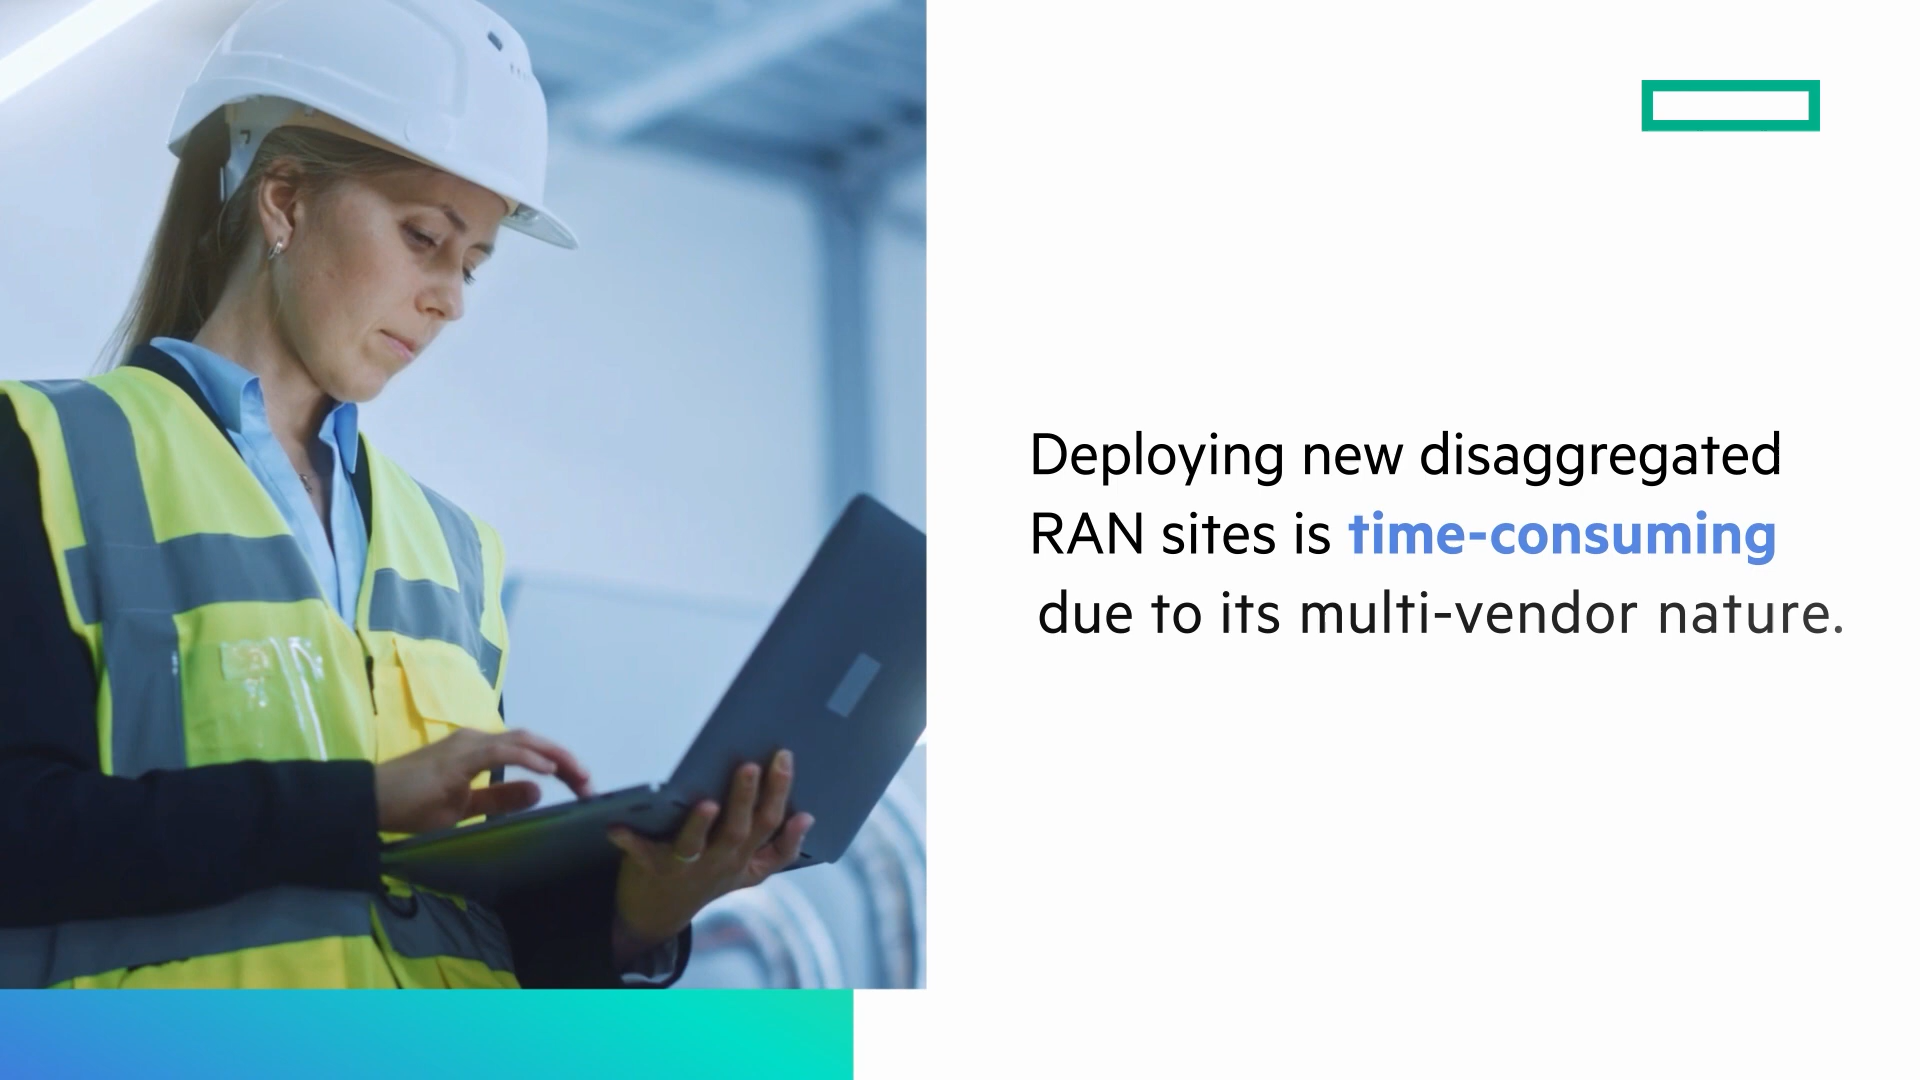 Deploying new disaggregated
RAN sites is time-consuming
due to its multi-vendor nature.